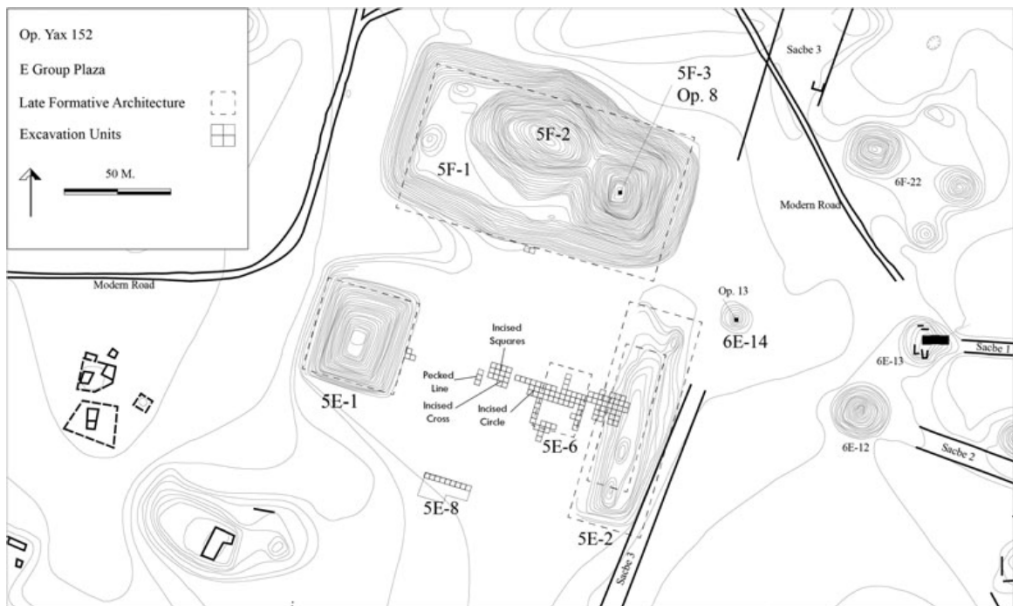 Op. Yax 152
E Group Plaza
Late Formative Architecture
Excavation Units
50 M.
Sacbe 3
5F-3
Op. 8
5F-2
5F-1
6F-22
Modern Road
Modern Road
Op. 13
6E-14
Incised
Squares
Pecked
Line
Incised
Cross
Incised
Circle
5E-1
5E-6
6E-13
Sacbe 1
6E-12
Sacbe 2
5E-8
5E-2
Sacbe 3